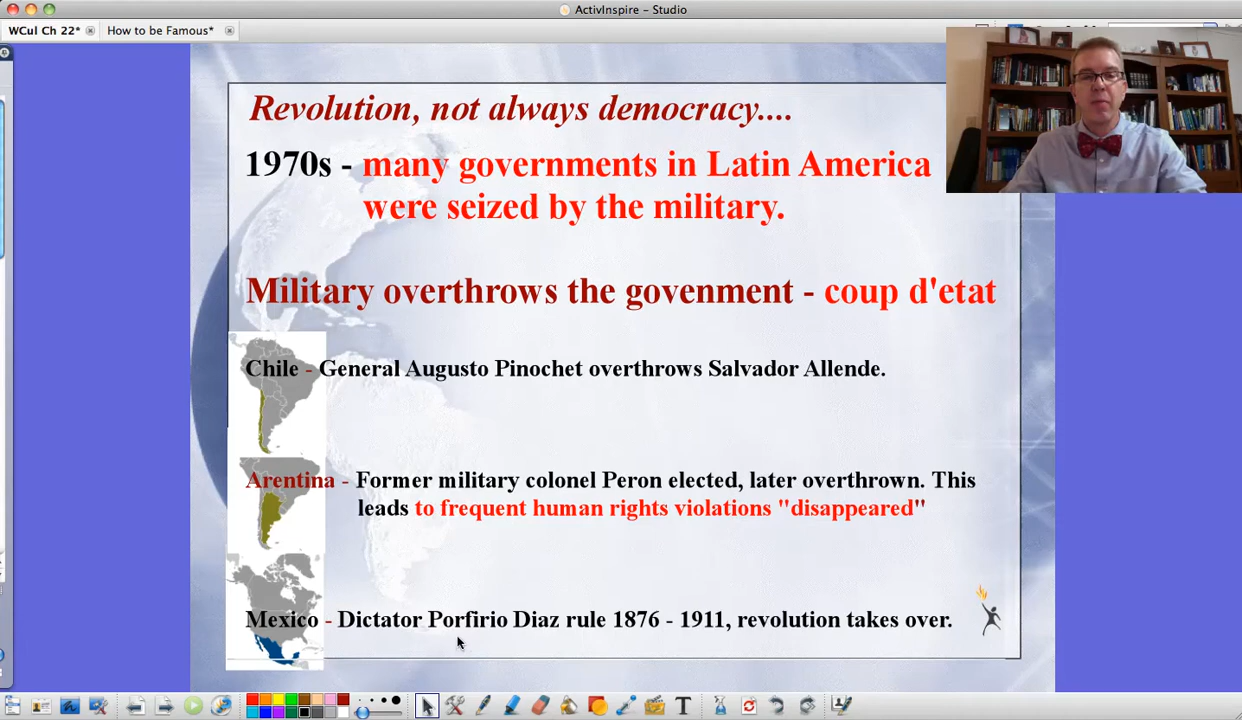 ActivInspire – Studio
WCul Ch 22*
How to be Famous*
Revolution, not always democracy....
1970s - many governments in Latin America
were seized by the military.
Military overthrows the govenment - coup d'etat
Chile - General Augusto Pinochet overthrows Salvador Allende.
Arentina - Former military colonel Peron elected, later overthrown. This
leads to frequent human rights violations "disappeared"
Mexico - Dictator Porfirio Diaz rule 1876 - 1911, revolution takes over.
T